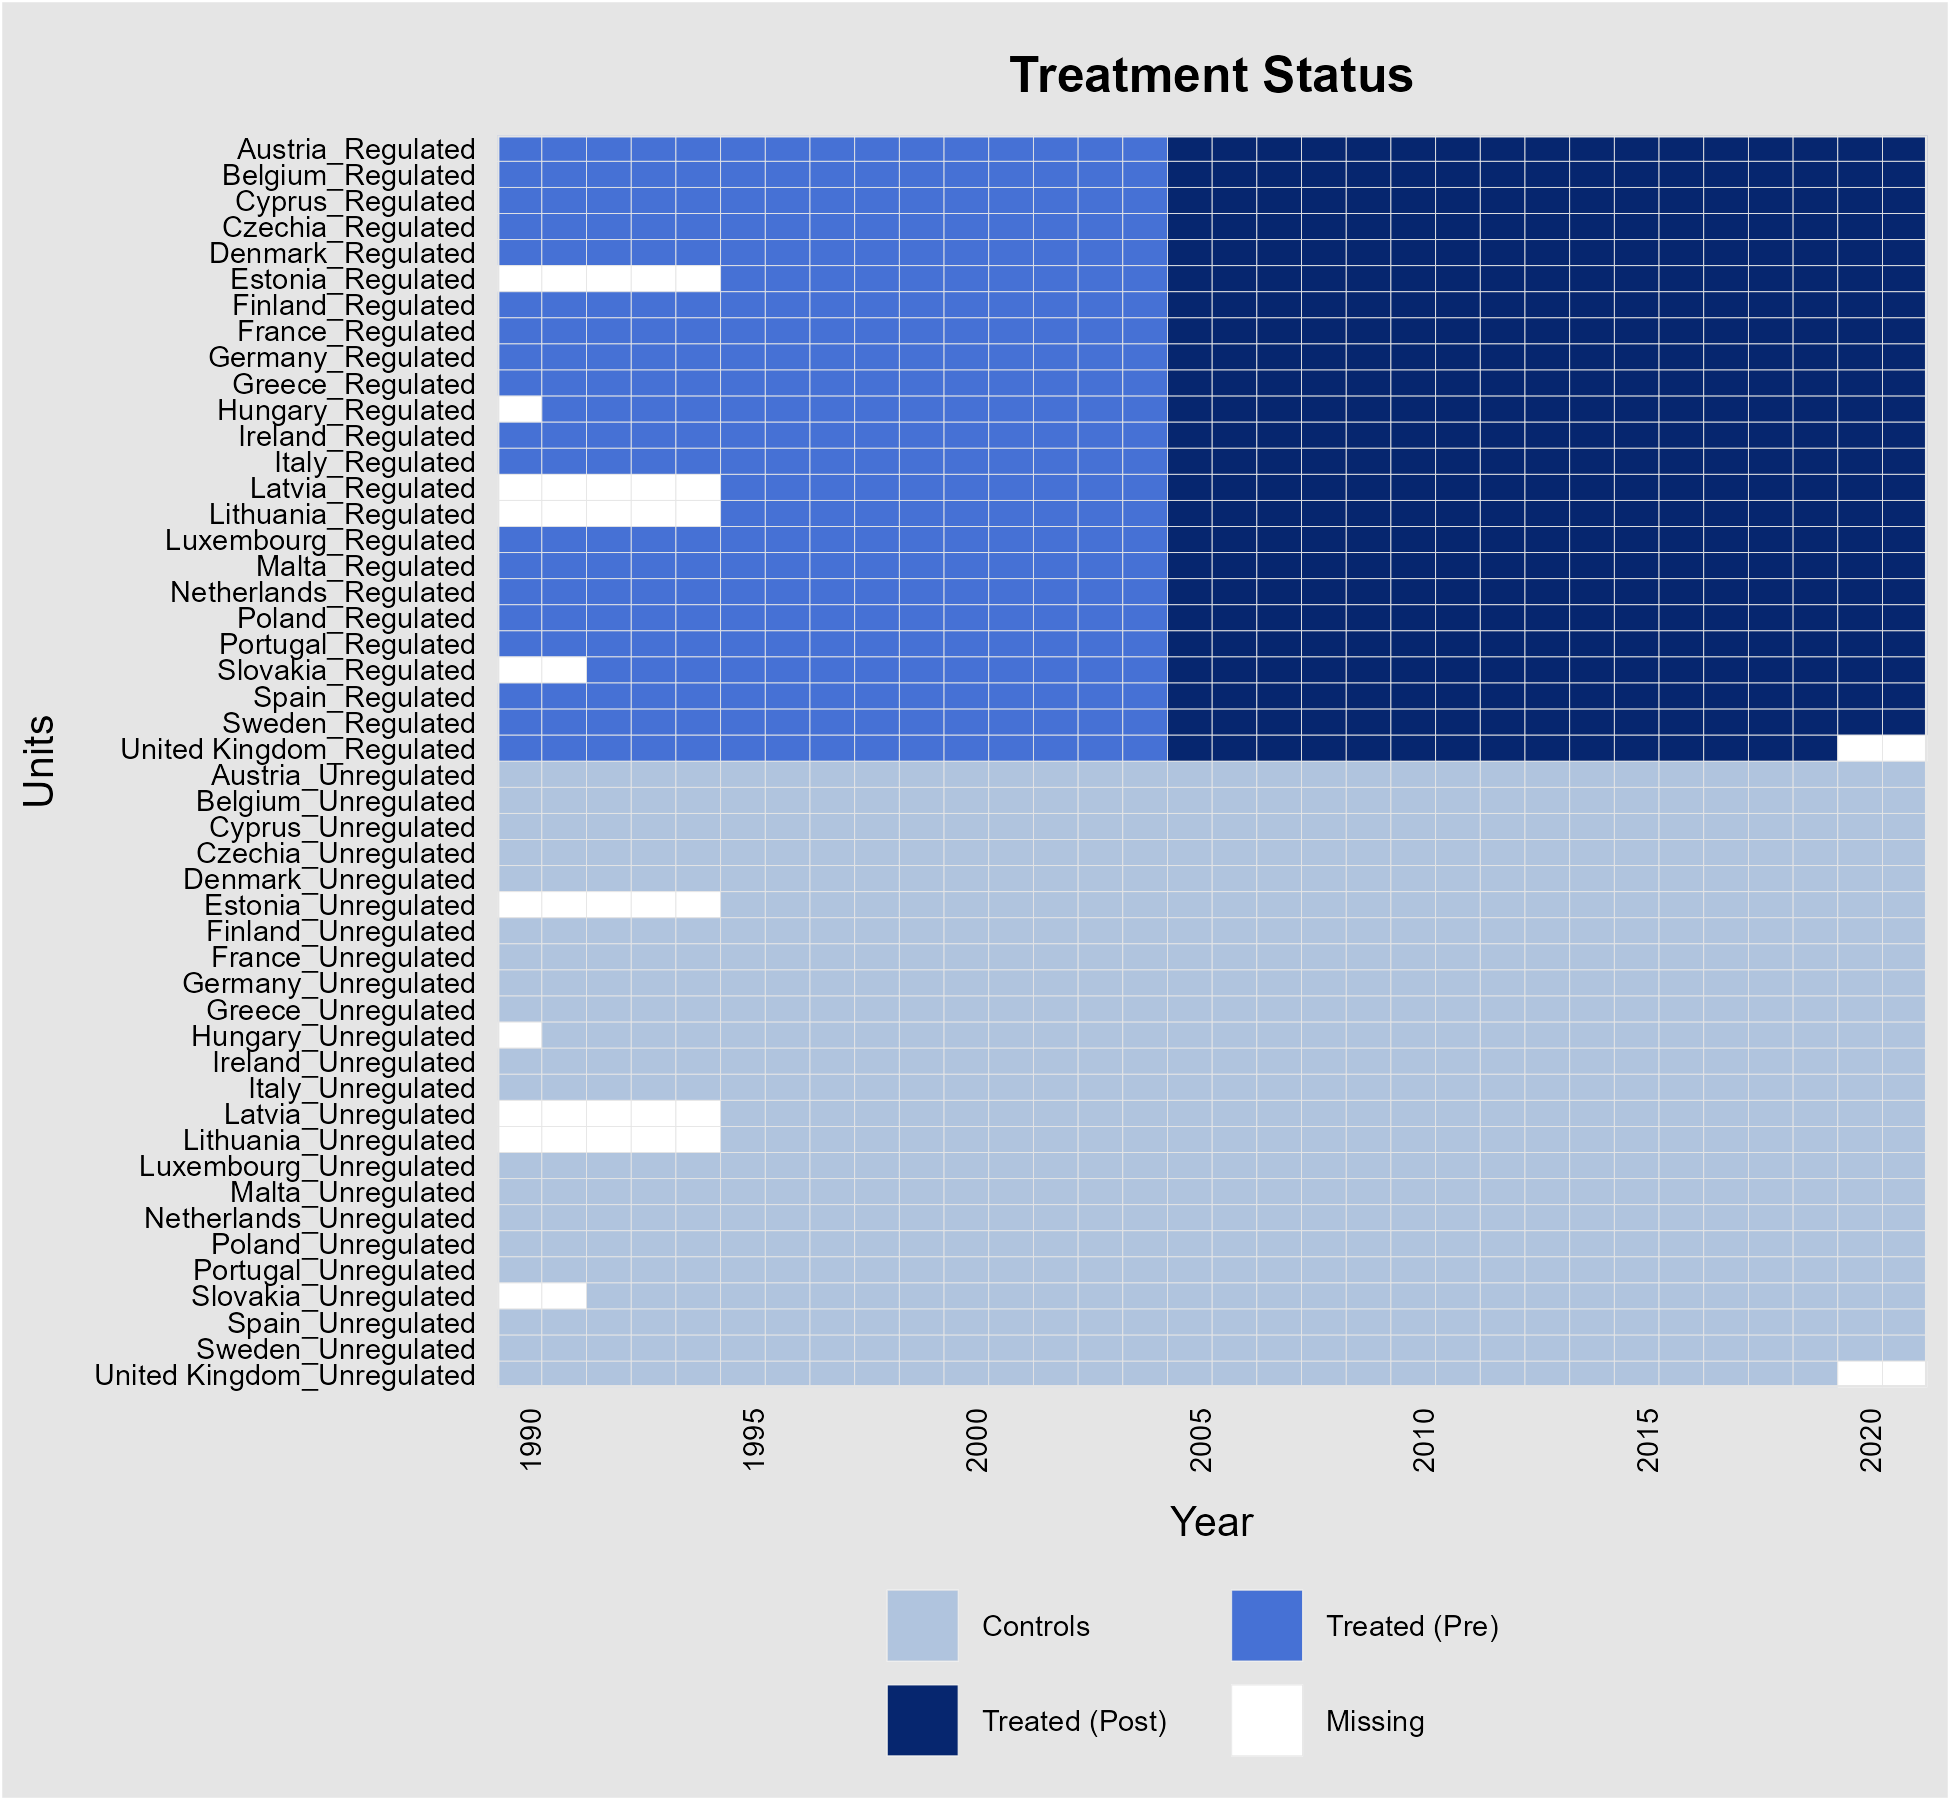 Treatment Status
Units
Austria_Regulated
Belgium_Regulated
Cyprus_Regulated
Czechia_Regulated
Denmark_Regulated
Estonia_Regulated
Finland_Regulated
France_Regulated
Germany_Regulated
Greece_Regulated
Hungary_Regulated
Ireland_Regulated
Italy_Regulated
Latvia_Regulated
Lithuania_Regulated
Luxembourg_Regulated
Malta_Regulated
Netherlands_Regulated
Poland_Regulated
Portugal_Regulated
Slovakia_Regulated
Spain_Regulated
Sweden_Regulated
United Kingdom_Regulated
Austria_Unregulated
Belgium_Unregulated
Cyprus_Unregulated
Czechia_Unregulated
Denmark_Unregulated
Estonia_Unregulated
Finland_Unregulated
France_Unregulated
Germany_Unregulated
Greece_Unregulated
Hungary_Unregulated
Ireland_Unregulated
Italy_Unregulated
Latvia_Unregulated
Lithuania_Unregulated
Luxembourg_Unregulated
Malta_Unregulated
Netherlands_Unregulated
Poland_Unregulated
Portugal_Unregulated
Slovakia_Unregulated
Spain_Unregulated
Sweden_Unregulated
United Kingdom_Unregulated
1990
1995
2000
2005
2010
2015
2020
Year
Controls
Treated (Pre)
Treated (Post)
Missing